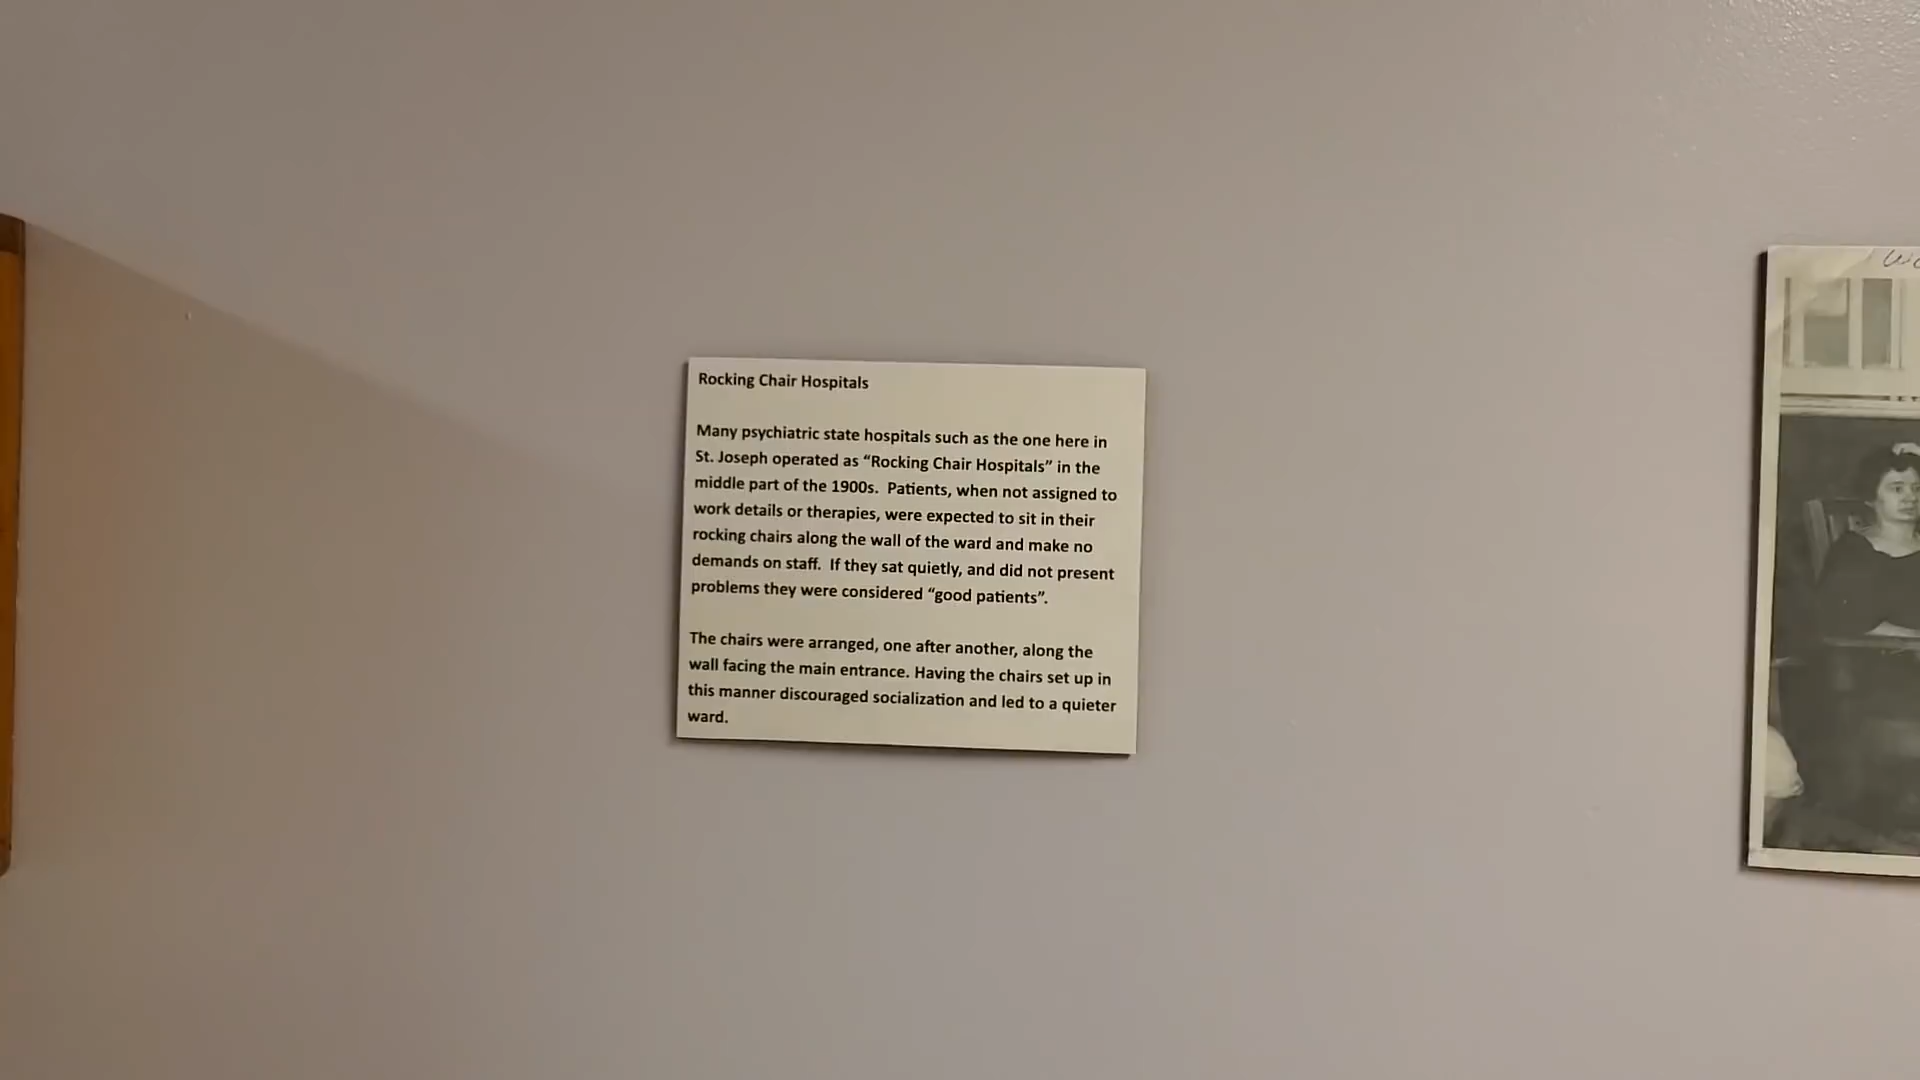 Rocking Chair Hospitals
Many psychiatric state hospitals such as the one here in
St. Joseph operated as “Rocking Chair Hospitals” in the
middle part of the 1900s.  Patients, when not assigned to
work details or therapies, were expected to sit in their
rocking chairs along the wall of the ward and make no
demands on staff.  If they sat quietly, and did not present
problems they were considered “good patients”.
The chairs were arranged, one after another, along the
wall facing the main entrance. Having the chairs set up in
this manner discouraged socialization and led to a quieter
ward.